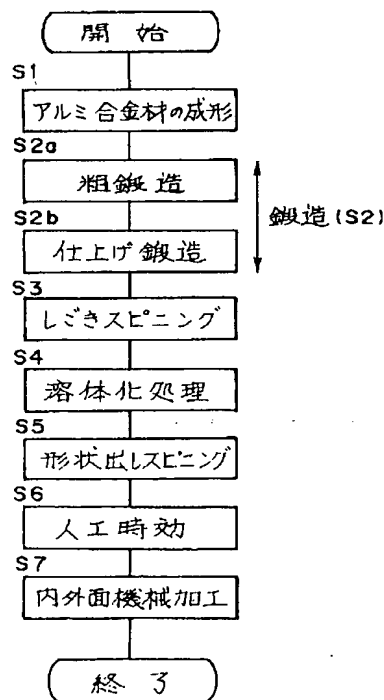 開始
S1
アルミ合金材の成形
S2a
粗鍛造
S2b
仕上げ鍛造
鍛造(S2)
S3
しごきスピニング
S4
溶体化処理
S5
形状出しスピニング
S6
人工時効
S7
内外面機械加工
終了